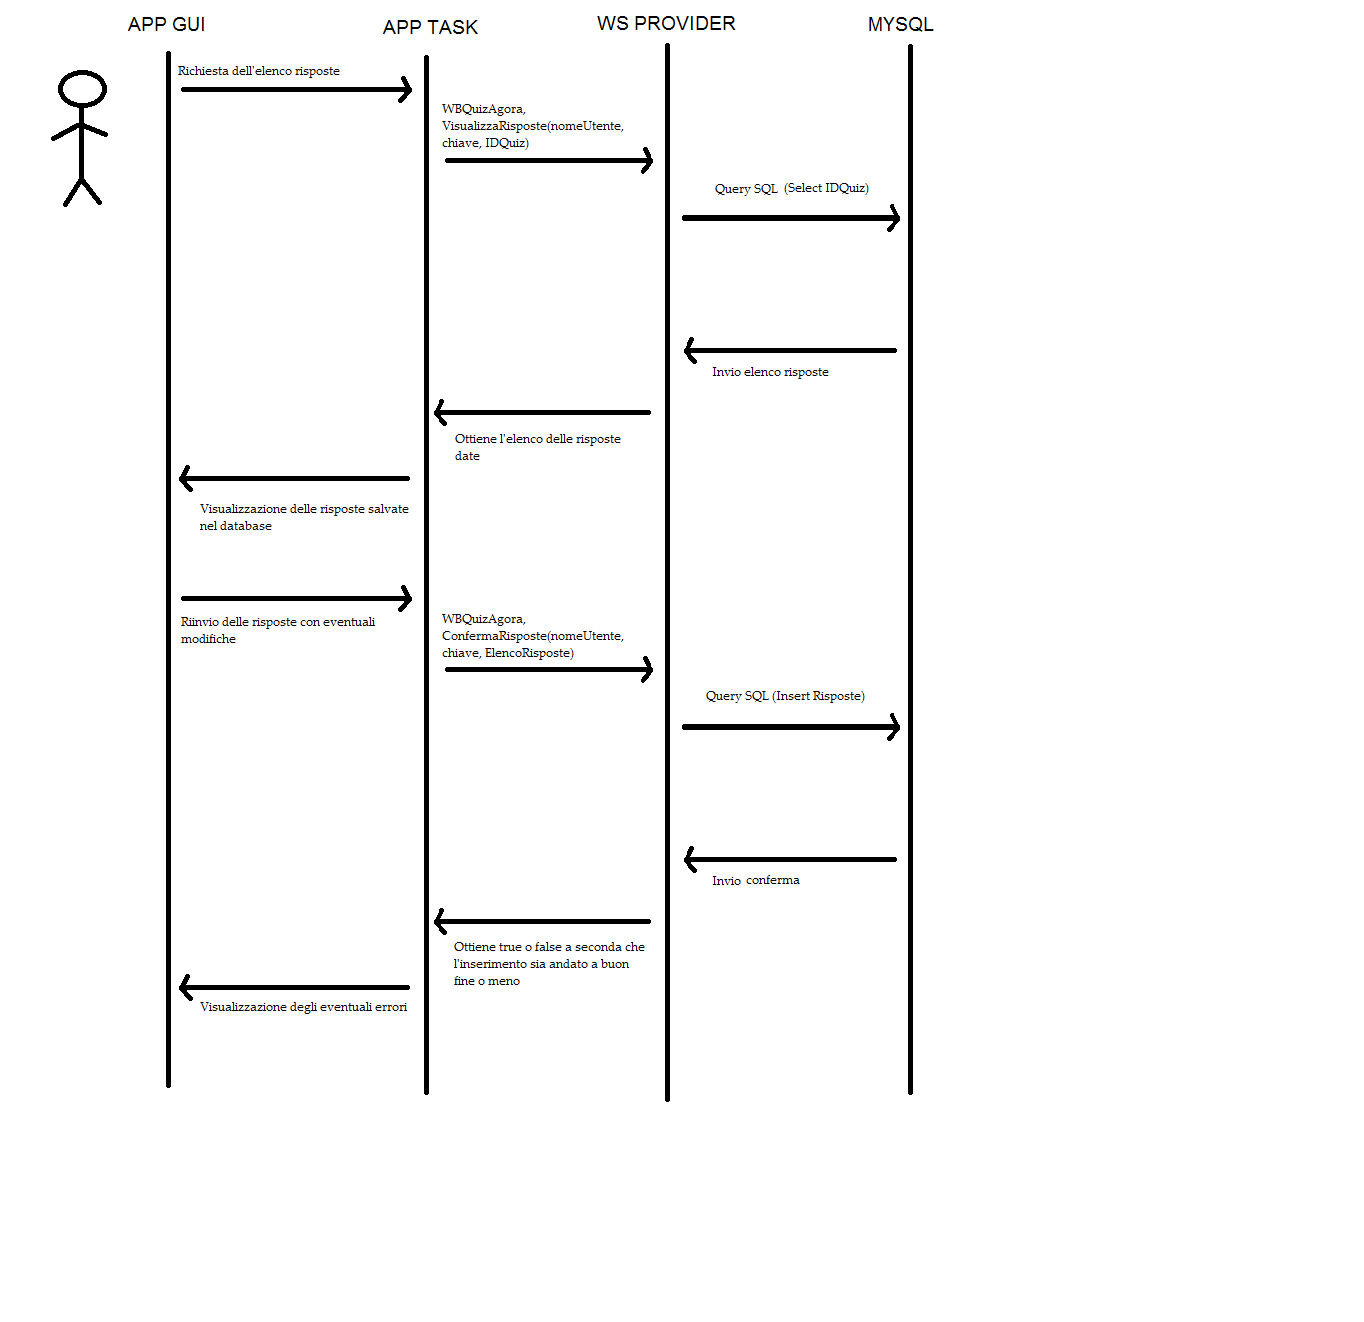 APP GUI
APP TASK
WS PROVIDER
MYSQL
Richiesta dell'elenco risposte
WBQuizAgora,
VisualizzaRisposte(nomeUtente,
chiave, IDQuiz)
Query SQL (Select IDQuiz)
Invio elenco risposte
Ottiene l'elenco delle risposte
date
Visualizzazione delle risposte salvate
nel database
Riinvio delle risposte con eventuali
modifiche
WBQuizAgora,
ConfermaRisposte(nomeUtente,
chiave, ElencoRisposte)
Query SQL (Insert Risposte)
Invio conferma
Ottiene true o false a seconda che
l'inserimento sia andato a buon
fine o meno
Visualizzazione degli eventuali errori